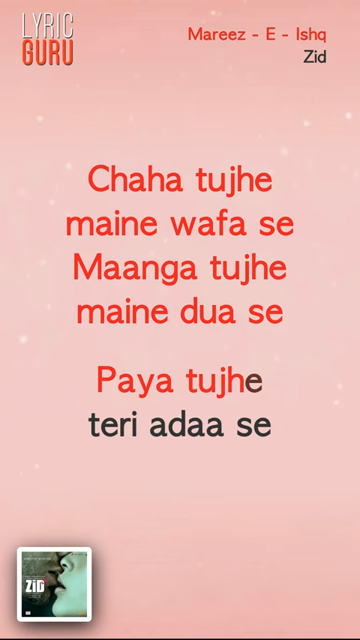 LYRIC
GURU
Mareez - E - Ishq
Zid
Chaha tujhe
maine wafa se
Maanga tujhe
maine dua se
Paya tujhe
teri adaa se
ZiD